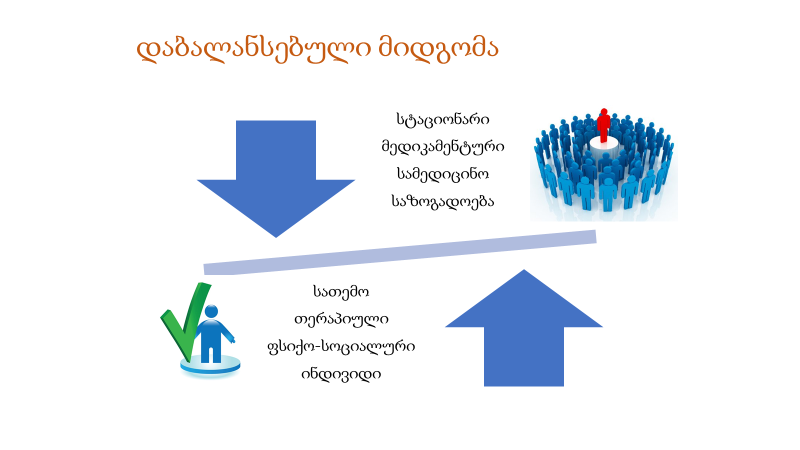 დაბალანსებული მიდგომა
სტაციონარი
მედიკამენტური
სამედიცინო
საზოგადოება
სათემო
თერაპიული
ფსიქო-სოციალური
ინდივიდი